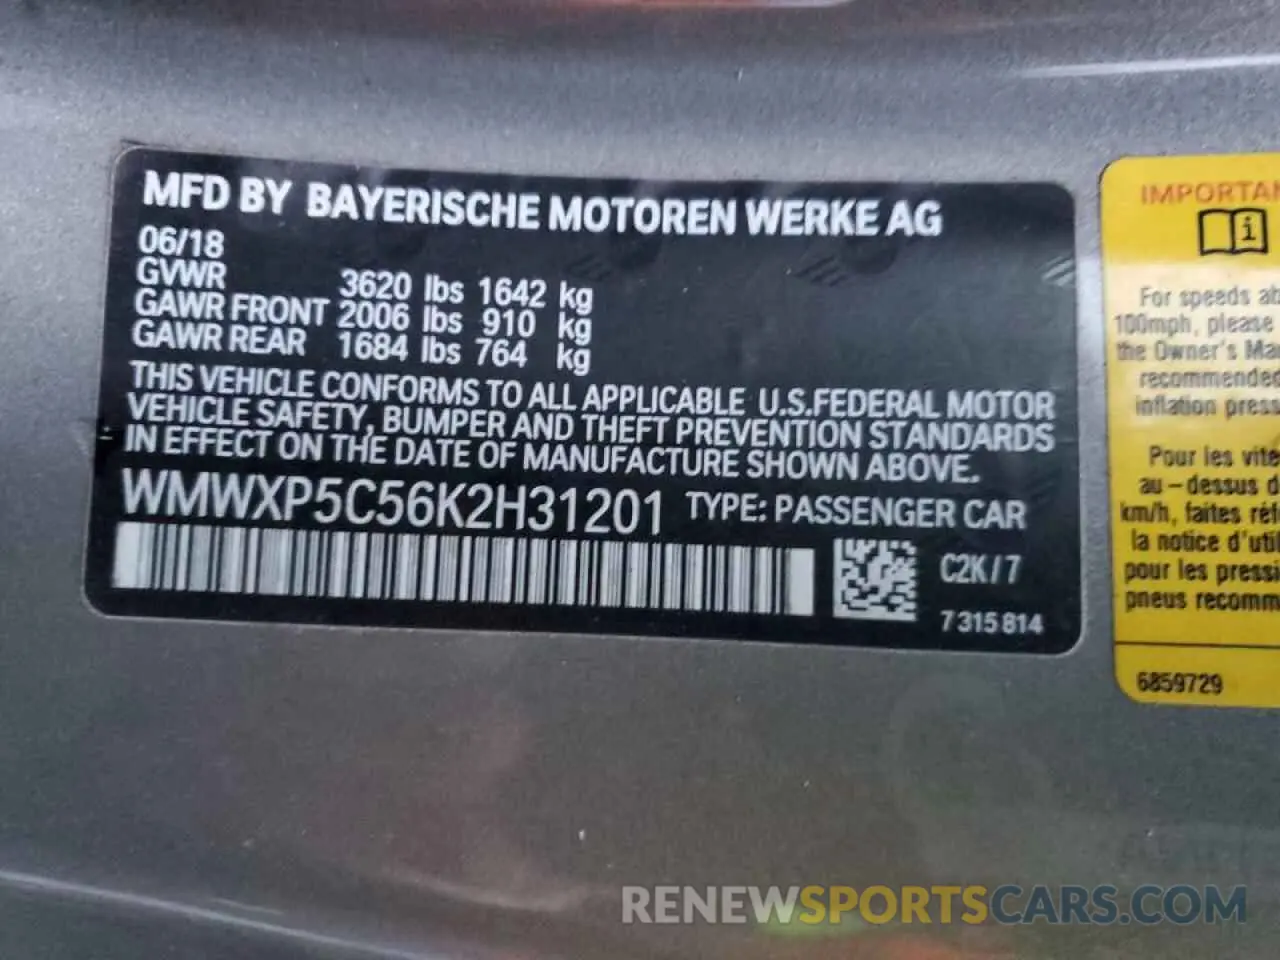 MFD BY BAYERISCHE MOTOREN WERKE AG
06/18
GVWR 3620 lbs 1642 kg
GAWR FRONT 2006 lbs 910 kg
GAWR REAR 1684 lbs 764 kg
THIS VEHICLE CONFORMS TO ALL APPLICABLE U.S.FEDERAL MOTOR
VEHICLE SAFETY, BUMPER AND THEFT PREVENTION STANDARDS
IN EFFECT ON THE DATE OF MANUFACTURE SHOWN ABOVE.
WMWXP5C56K2H31201 TYPE: PASSENGER CAR
C2K/7
7315814
IMPORTAN
i
For speeds ab
100mph, please
the Owner's Ma
recommended
inflation press
Pour les vite
au-dessus d
km/h, faites réf
la notice d'util
pour les pressi
pneus recomm
6859729
RENEWSPORTSCARS.COM